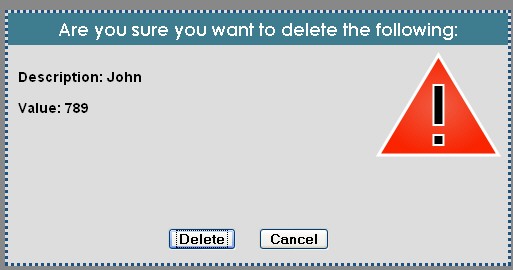 Are you sure you want to delete the following:
Description: John
Value: 789
!
Delete Cancel